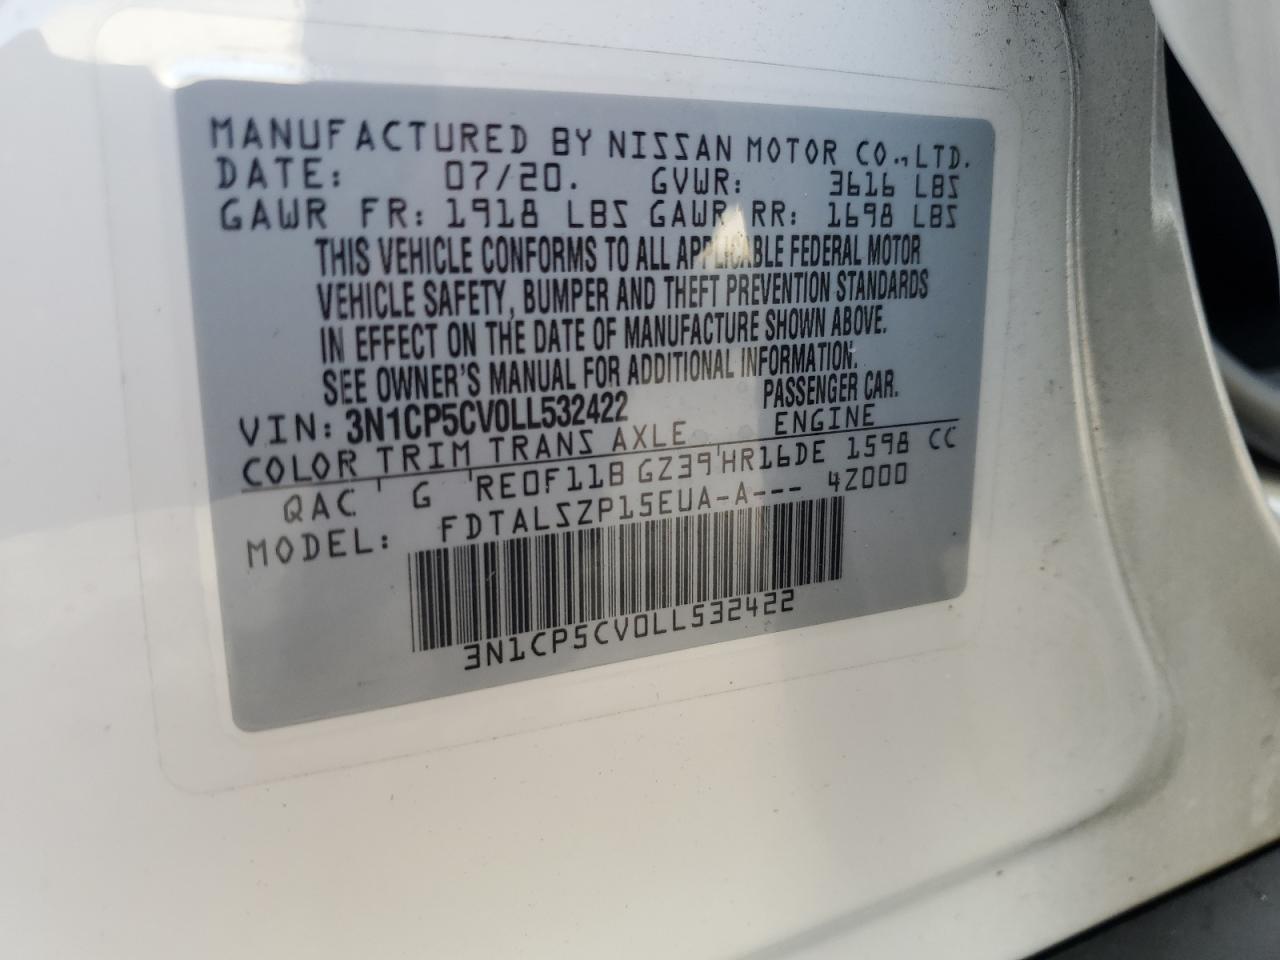 MANUFACTURED BY NISSAN MOTOR CO., LTD.
DATE: 07/20. GVWR: 3616 LBS
GAWR FR: 1918 LBS GAWR RR: 1698 LBS
THIS VEHICLE CONFORMS TO ALL APPLICABLE FEDERAL MOTOR
VEHICLE SAFETY, BUMPER AND THEFT PREVENTION STANDARDS
IN EFFECT ON THE DATE OF MANUFACTURE SHOWN ABOVE.
SEE OWNER'S MANUAL FOR ADDITIONAL INFORMATION.
VIN: 3N1CP5CV0LL532422 PASSENGER CAR.
COLOR TRIM TRANS AXLE ENGINE
QAC G RE0F11B GZ39 HR16DE 1598 CC
MODEL: FDTALSZP15EUA-A--- 4Z000
3N1CP5CV0LL532422